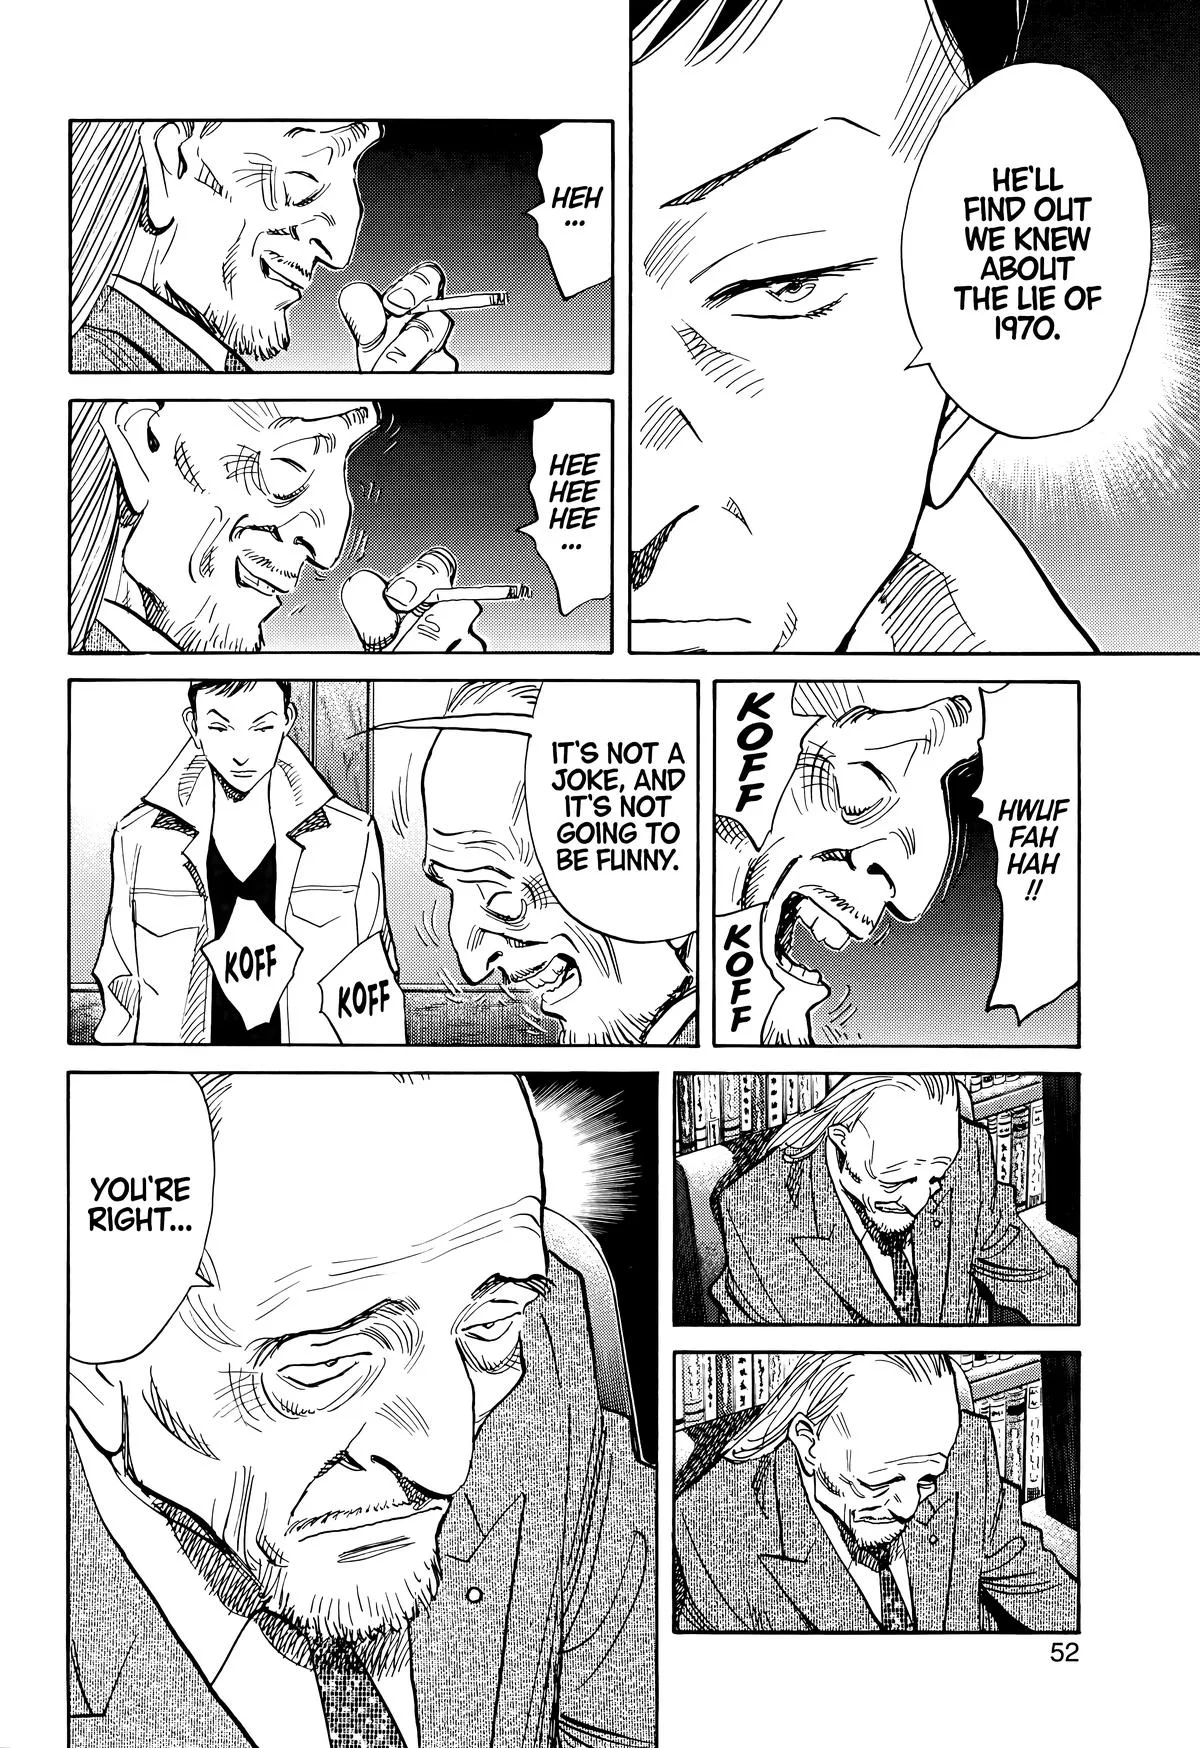 HE'LL
FIND OUT
WE KNEW
ABOUT
THE LIE OF
1970.
HEH
...
HEE
HEE
HEE
...
HWUF
FAH
HAH
!!
KOFF
KOFF
IT'S NOT A
JOKE, AND
IT'S NOT
GOING TO
BE FUNNY.
KOFF
KOFF
YOU'RE
RIGHT...
52